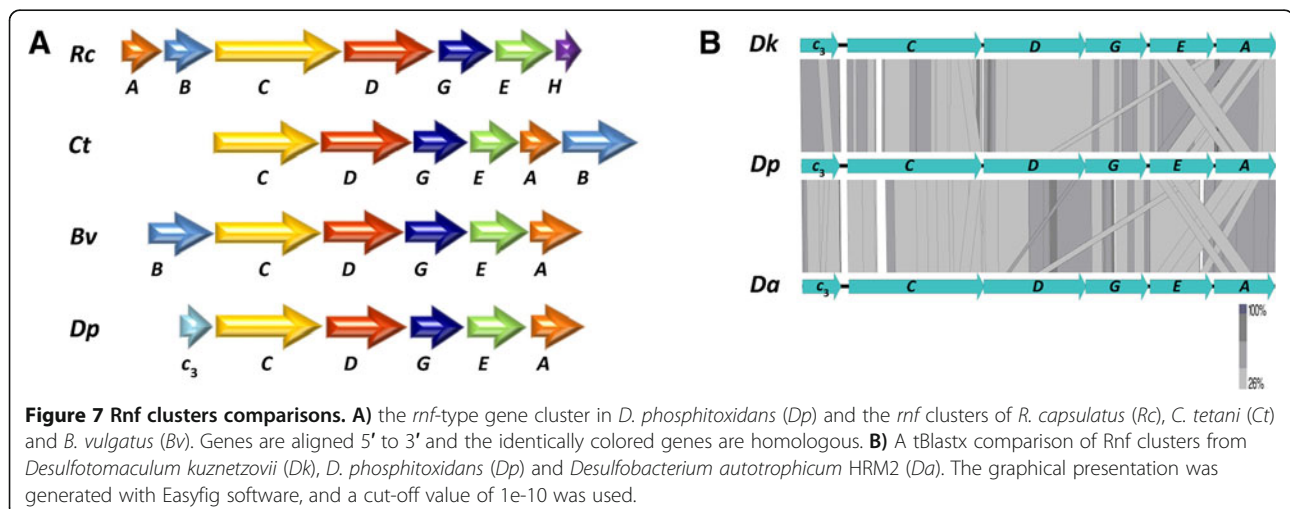 A
Rc
A B C D G E H
Ct
C D G E A B
Bv
B C D G E A
Dp
c3 C D G E A
B
Dk
c3 C D G E A
Dp
c3 C D G E A
Da
c3 C D G E A
100%
26%
Figure 7 Rnf clusters comparisons. A) the rnf-type gene cluster in D. phosphitoxidans (Dp) and the rnf clusters of R. capsulatus (Rc), C. tetani (Ct)
and B. vulgatus (Bv). Genes are aligned 5′ to 3′ and the identically colored genes are homologous. B) A tBlastx comparison of Rnf clusters from
Desulfotomaculum kuznetzovii (Dk), D. phosphitoxidans (Dp) and Desulfobacterium autotrophicum HRM2 (Da). The graphical presentation was
generated with Easyfig software, and a cut-off value of 1e-10 was used.